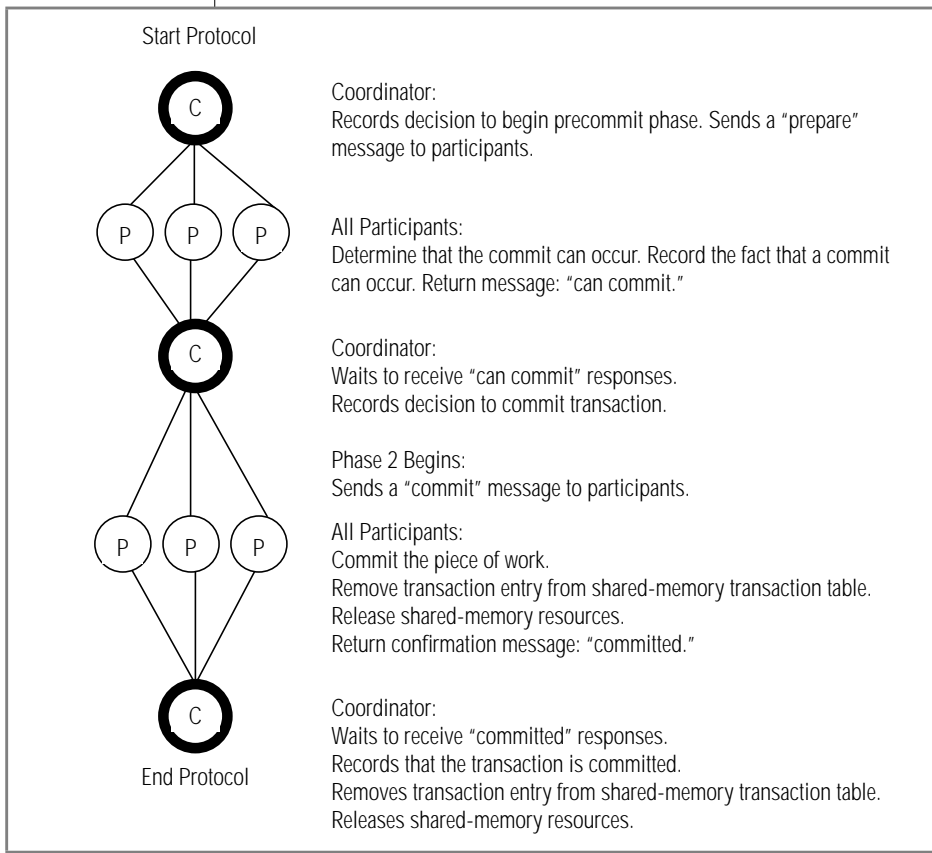 Start Protocol
C
Coordinator:
Records decision to begin precommit phase. Sends a “prepare”
message to participants.
P P P
All Participants:
Determine that the commit can occur. Record the fact that a commit
can occur. Return message: “can commit.”
C
Coordinator:
Waits to receive “can commit” responses.
Records decision to commit transaction.
Phase 2 Begins:
Sends a “commit” message to participants.
P P P
All Participants:
Commit the piece of work.
Remove transaction entry from shared-memory transaction table.
Release shared-memory resources.
Return confirmation message: “committed.”
C
End Protocol
Coordinator:
Waits to receive “committed” responses.
Records that the transaction is committed.
Removes transaction entry from shared-memory transaction table.
Releases shared-memory resources.